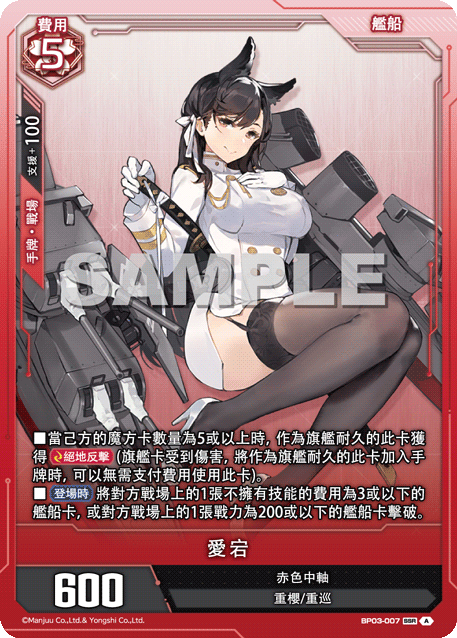 費用
5
艦船
支援+100
手牌・戰場
SAMPLE
■當己方的魔方卡數量為5或以上時, 作為旗艦耐久的此卡獲
得 絕地反擊 (旗艦卡受到傷害, 將作為旗艦耐久的此卡加入手
牌時, 可以無需支付費用使用此卡)。
■ 登場時 將對方戰場上的1張不擁有技能的費用為3或以下的
艦船卡, 或對方戰場上的1張戰力為200或以下的艦船卡擊破。
愛宕
600
赤色中軸
重櫻/重巡
©Manjuu Co.,Ltd.& Yongshi Co.,Ltd.
BP03-007 SSR A